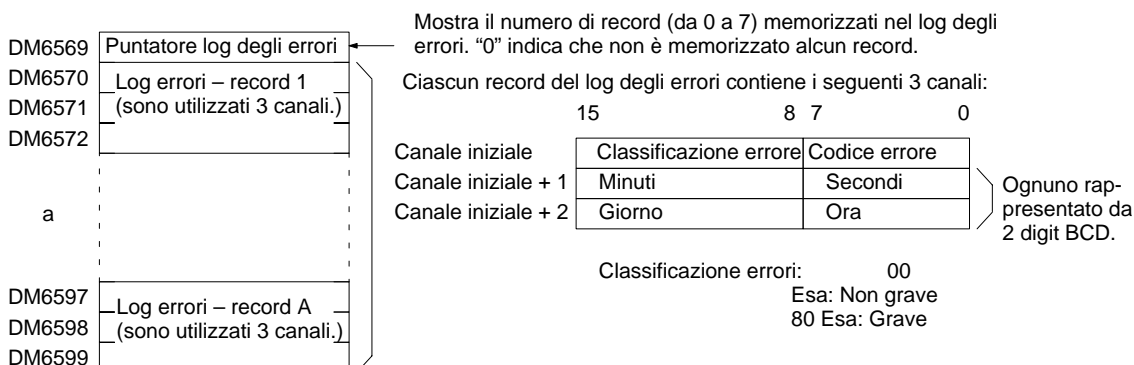 Mostra il numero di record (da 0 a 7) memorizzati nel log degli
errori. “0” indica che non è memorizzato alcun record.
DM6569 Puntatore log degli errori
DM6570 Log errori – record 1
DM6571 (sono utilizzati 3 canali.)
DM6572
a
DM6597 Log errori – record A
DM6598 (sono utilizzati 3 canali.)
DM6599
Ciascun record del log degli errori contiene i seguenti 3 canali:
15 8 7 0
Canale iniziale Classificazione errore Codice errore
Canale iniziale + 1 Minuti Secondi
Canale iniziale + 2 Giorno Ora
Ognuno rap-
presentato da
2 digit BCD.
Classificazione errori: 00
Esa: Non grave
80 Esa: Grave